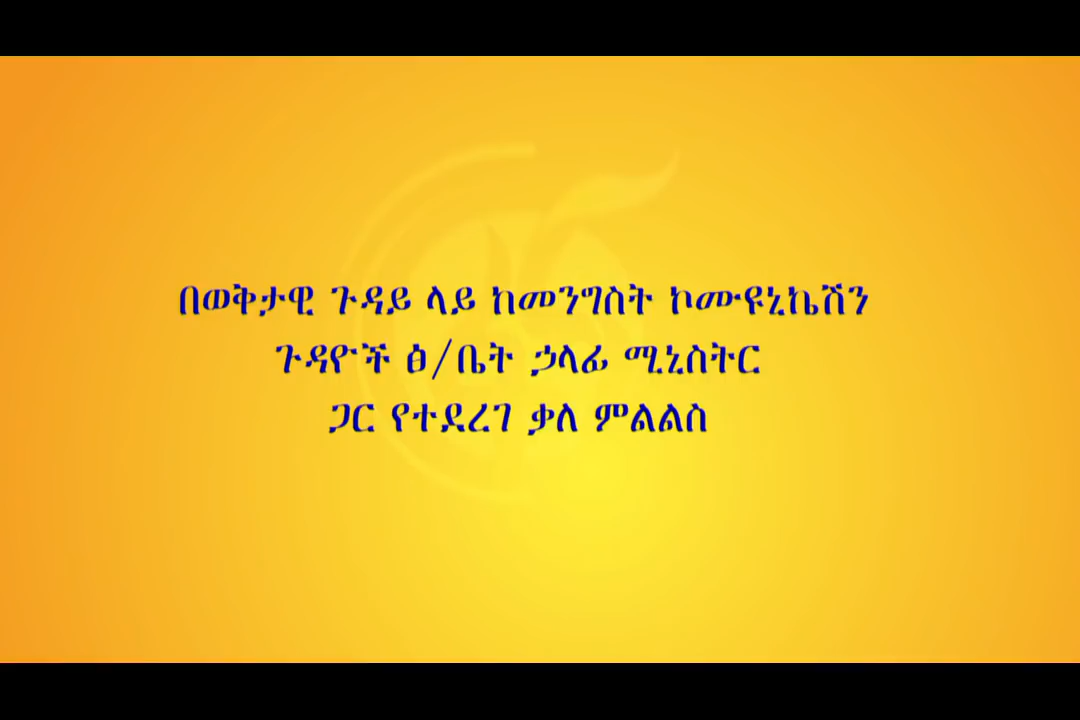 በወቅታዊ ጉዳይ ላይ ከመንግስት ኮሙዩኒኬሽን
ጉዳዮች ፅ/ቤት ኃላፊ ሚኒስትር
ጋር የተደረገ ቃለ ምልልስ